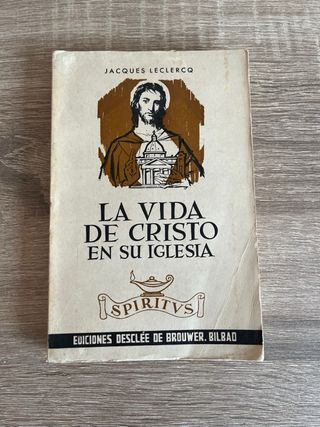 JACQUES LECLERCQ
LA VIDA
DE CRISTO
EN SU IGLESIA
SPIRITVS
EDICIONES DESCLÉE DE BROUWER. BILBAO